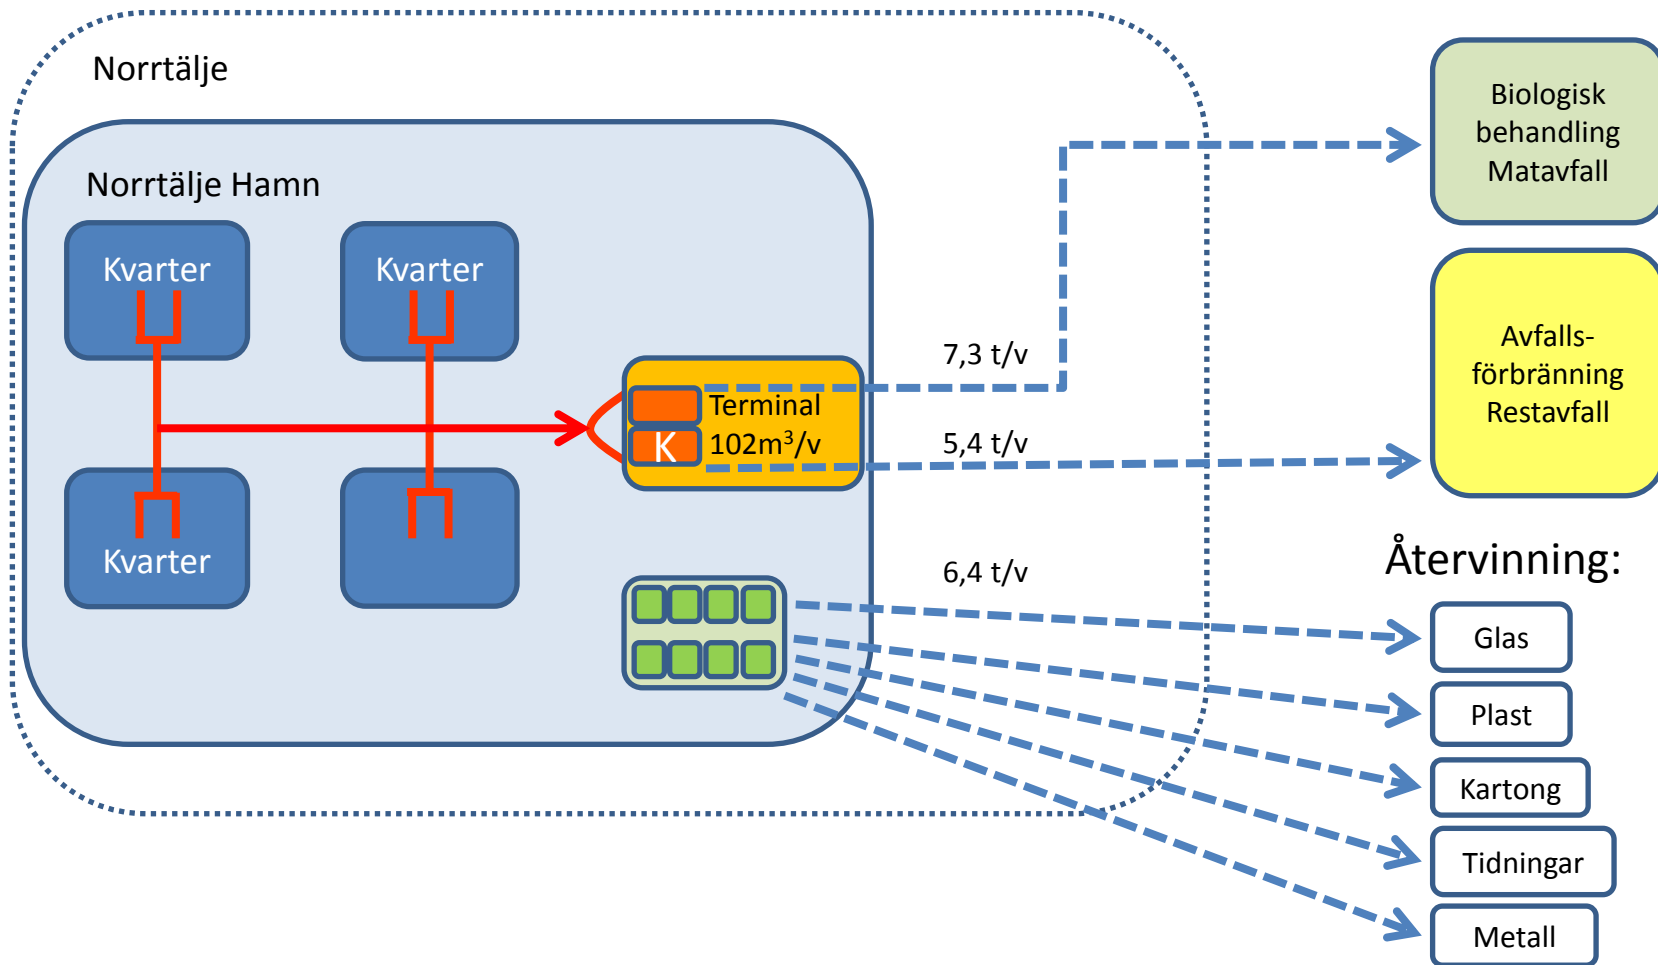 Norrtälje
Norrtälje Hamn
Kvarter
Kvarter
Kvarter
Terminal
K
102m³/v
7,3 t/v
5,4 t/v
6,4 t/v
Biologisk
behandling
Matavfall
Avfalls-
förbränning
Restavfall
Återvinning:
Glas
Plast
Kartong
Tidningar
Metall